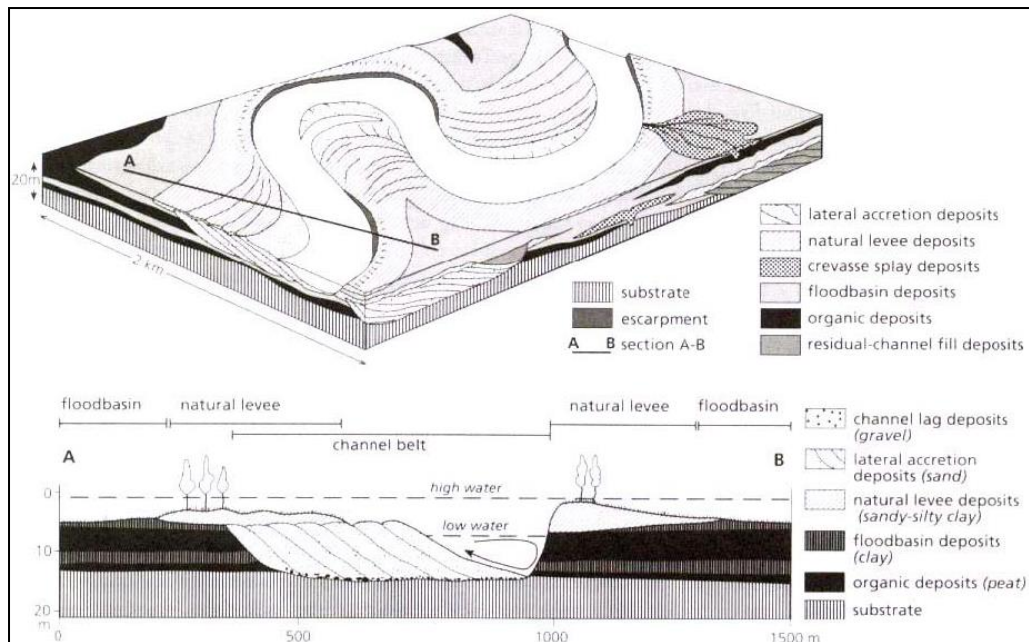 A
B
20m
2 km
substrate
escarpment
A B section A-B
lateral accretion deposits
natural levee deposits
crevasse splay deposits
floodbasin deposits
organic deposits
residual-channel fill deposits
floodbasin
natural levee
natural levee
floodbasin
channel belt
A
B
high water
low water
0
10
20
m
0
500
1000
1500 m
channel lag deposits
(gravel)
lateral accretion
deposits (sand)
natural levee deposits
(sandy-silty clay)
floodbasin deposits
(clay)
organic deposits (peat)
substrate